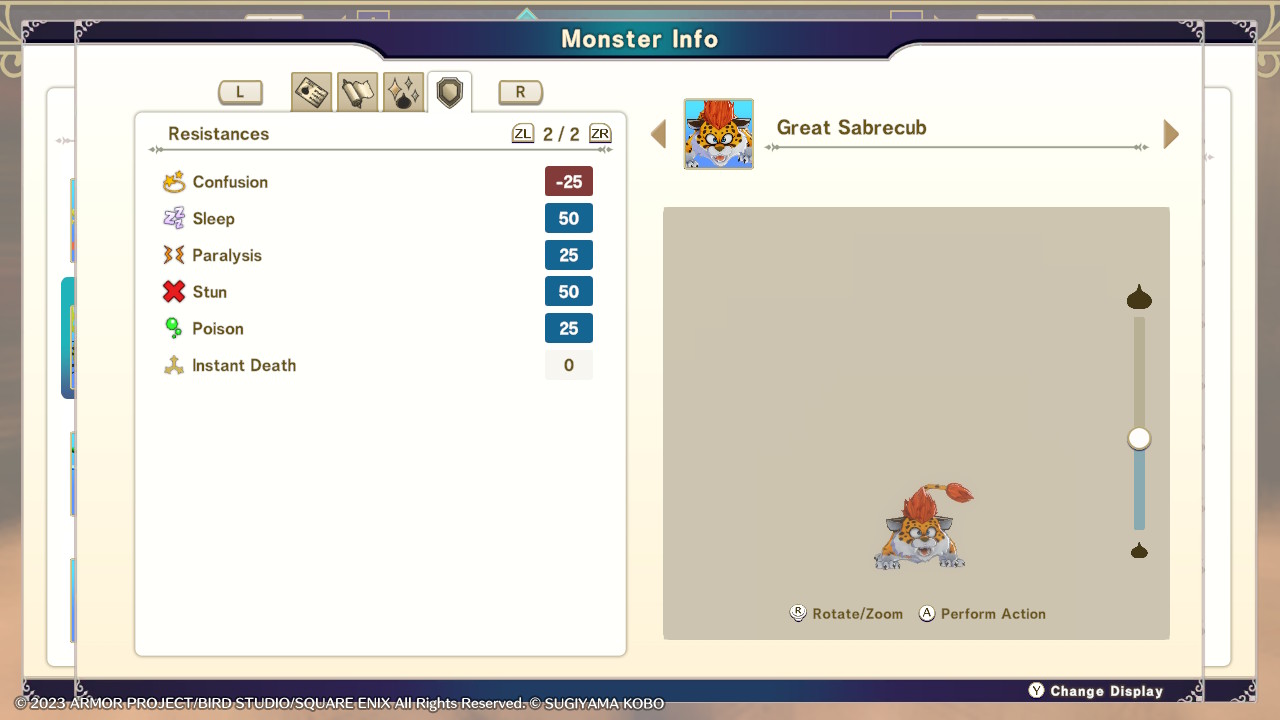 Monster Info
L
R
Resistances
ZL 2 / 2 ZR
Confusion -25
Sleep 50
Paralysis 25
Stun 50
Poison 25
Instant Death 0
Great Sabrecub
R Rotate/Zoom A Perform Action
Y Change Display
© 2023 ARMOR PROJECT/BIRD STUDIO/SQUARE ENIX All Rights Reserved. © SUGIYAMA KOBO